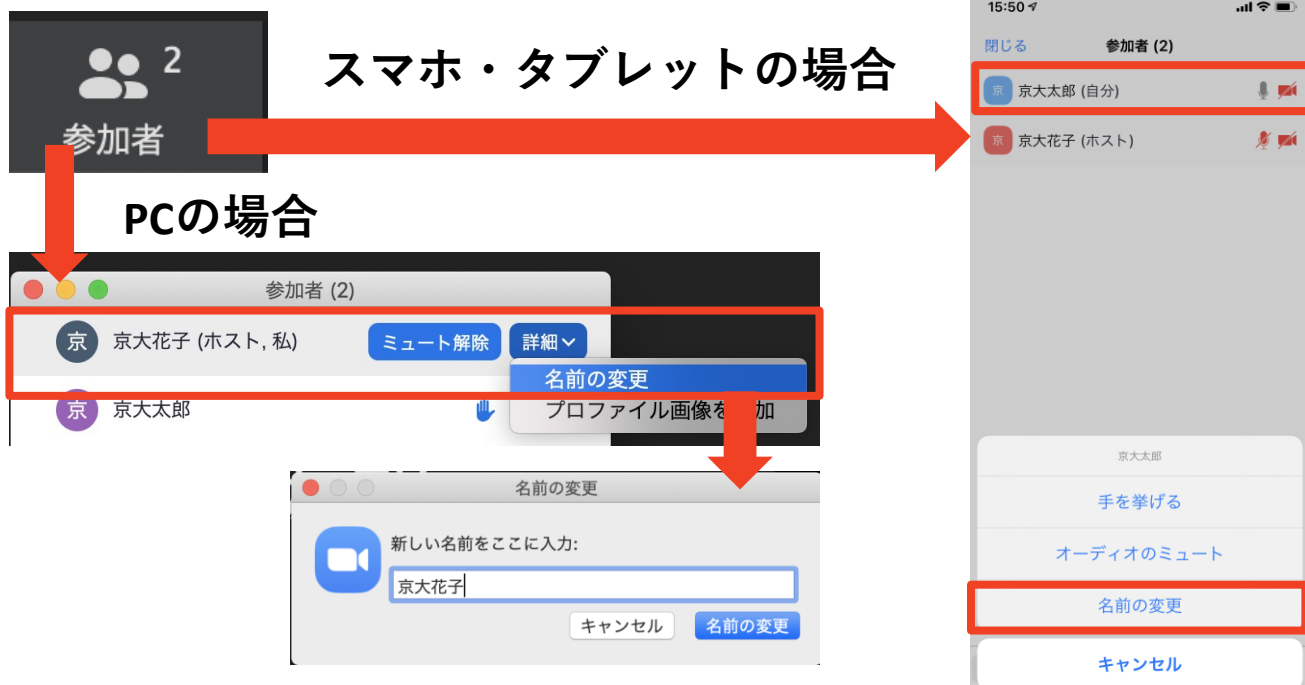 2
参加者
スマホ・タブレットの場合
PCの場合
参加者 (2)
京 京大花子 (ホスト, 私) ミュート解除 詳細
名前の変更
京 京大太郎
プロファイル画像を 加
名前の変更
新しい名前をここに入力:
京大花子
キャンセル 名前の変更
15:50
閉じる 参加者 (2)
京 京大太郎 (自分)
京 京大花子 (ホスト)
京大太郎
手を挙げる
オーディオのミュート
名前の変更
キャンセル